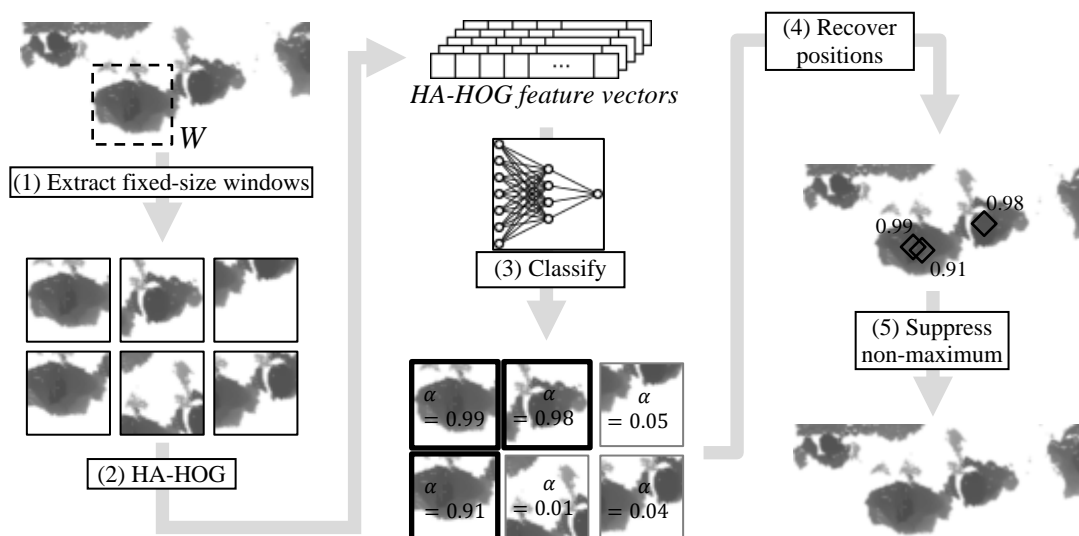 W
(1) Extract fixed-size windows
(2) HA-HOG
...
HA-HOG feature vectors
(3) Classify
α
= 0.99
α
= 0.98
α
= 0.05
α
= 0.91
α
= 0.01
α
= 0.04
(4) Recover
positions
0.98
0.99
0.91
(5) Suppress
non-maximum